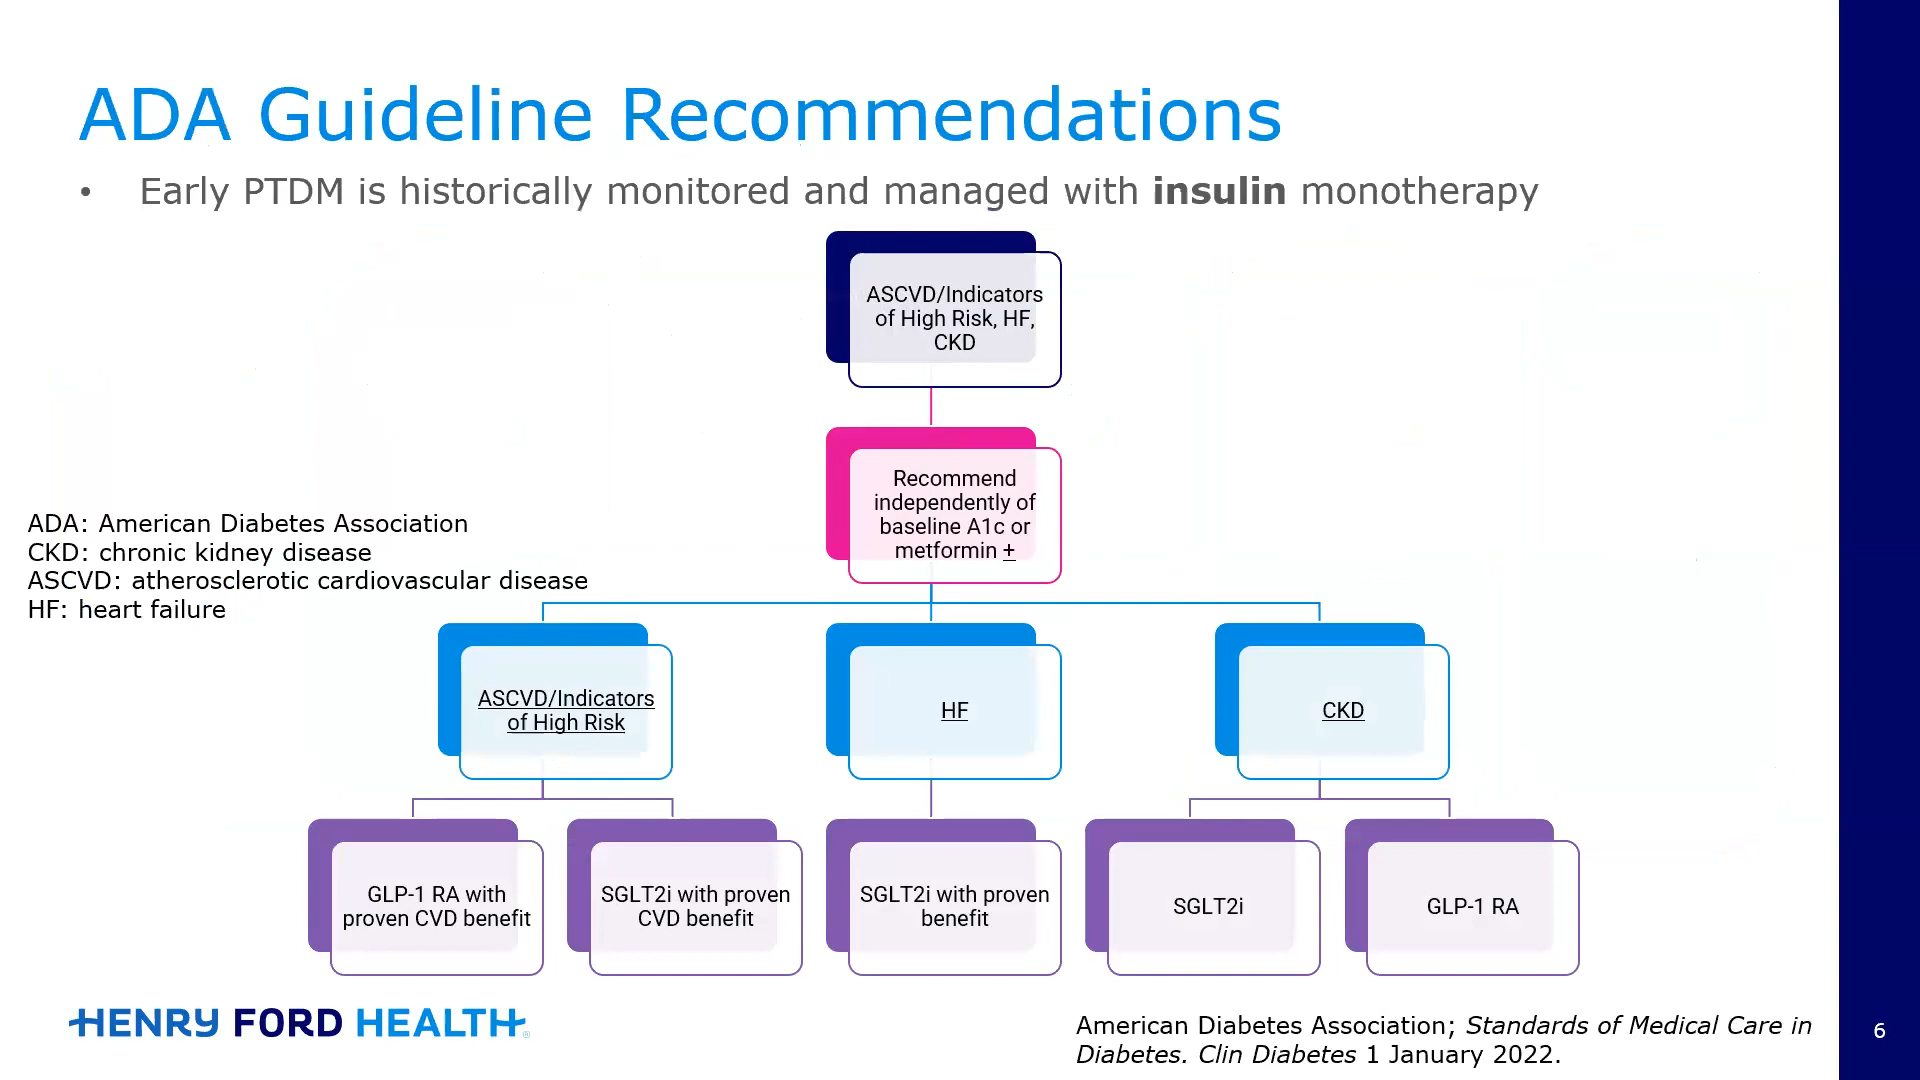 ADA Guideline Recommendations
• Early PTDM is historically monitored and managed with insulin monotherapy
ASCVD/Indicators
of High Risk, HF,
CKD
Recommend
independently of
baseline A1c or
metformin +
ADA: American Diabetes Association
CKD: chronic kidney disease
ASCVD: atherosclerotic cardiovascular disease
HF: heart failure
ASCVD/Indicators
of High Risk
HF
CKD
GLP-1 RA with
proven CVD benefit
SGLT2i with proven
CVD benefit
SGLT2i with proven
benefit
SGLT2i
GLP-1 RA
HENRY FORD HEALTH®
American Diabetes Association; Standards of Medical Care in
Diabetes. Clin Diabetes 1 January 2022.
6